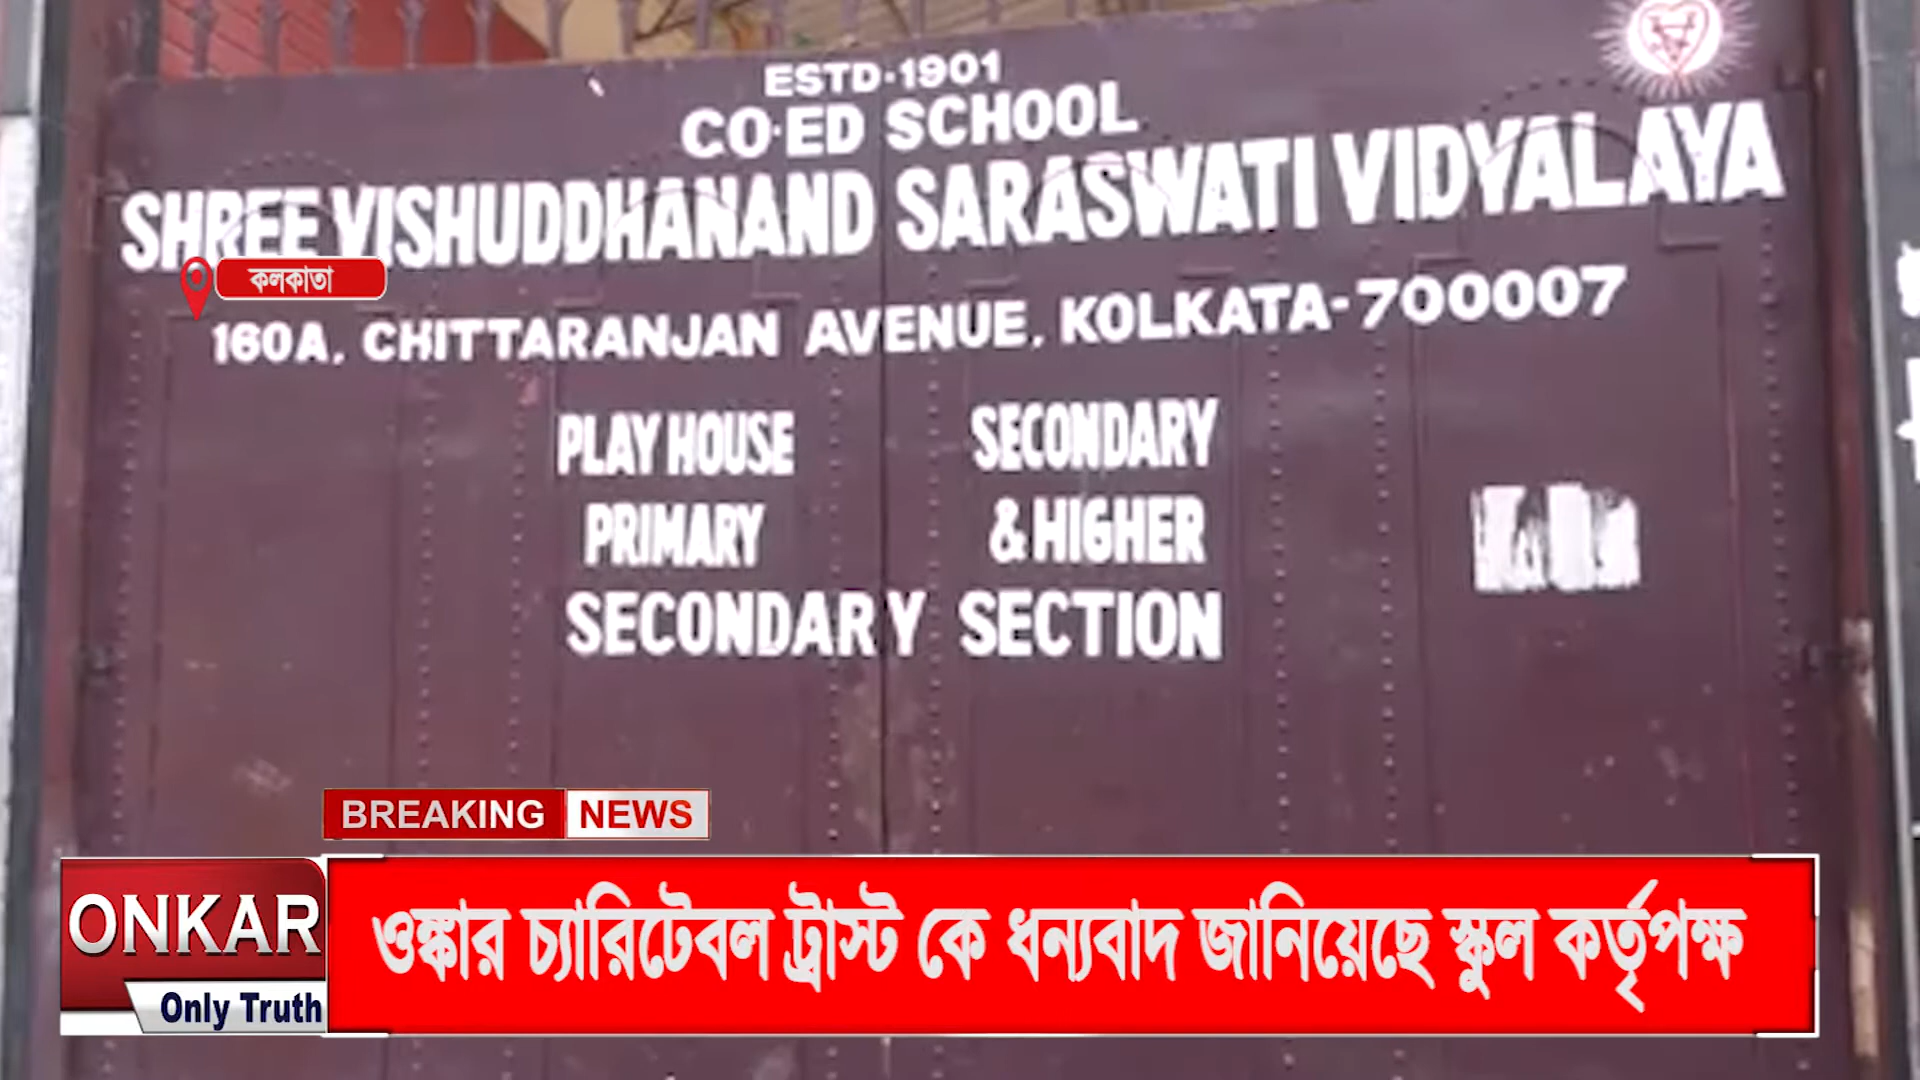 ESTD·1901
CO·ED SCHOOL
SHREE VISHUDDHANAND SARASWATI VIDYALAYA
কলকাতা
160A, CHITTARANJAN AVENUE, KOLKATA-700007
PLAY HOUSE SECONDARY
PRIMARY & HIGHER
SECONDARY SECTION
BREAKING NEWS
ONKAR
Only Truth
ওঙ্কার চ্যারিটেবল ট্রাস্ট কে ধন্যবাদ জানিয়েছে স্কুল কর্তৃপক্ষ